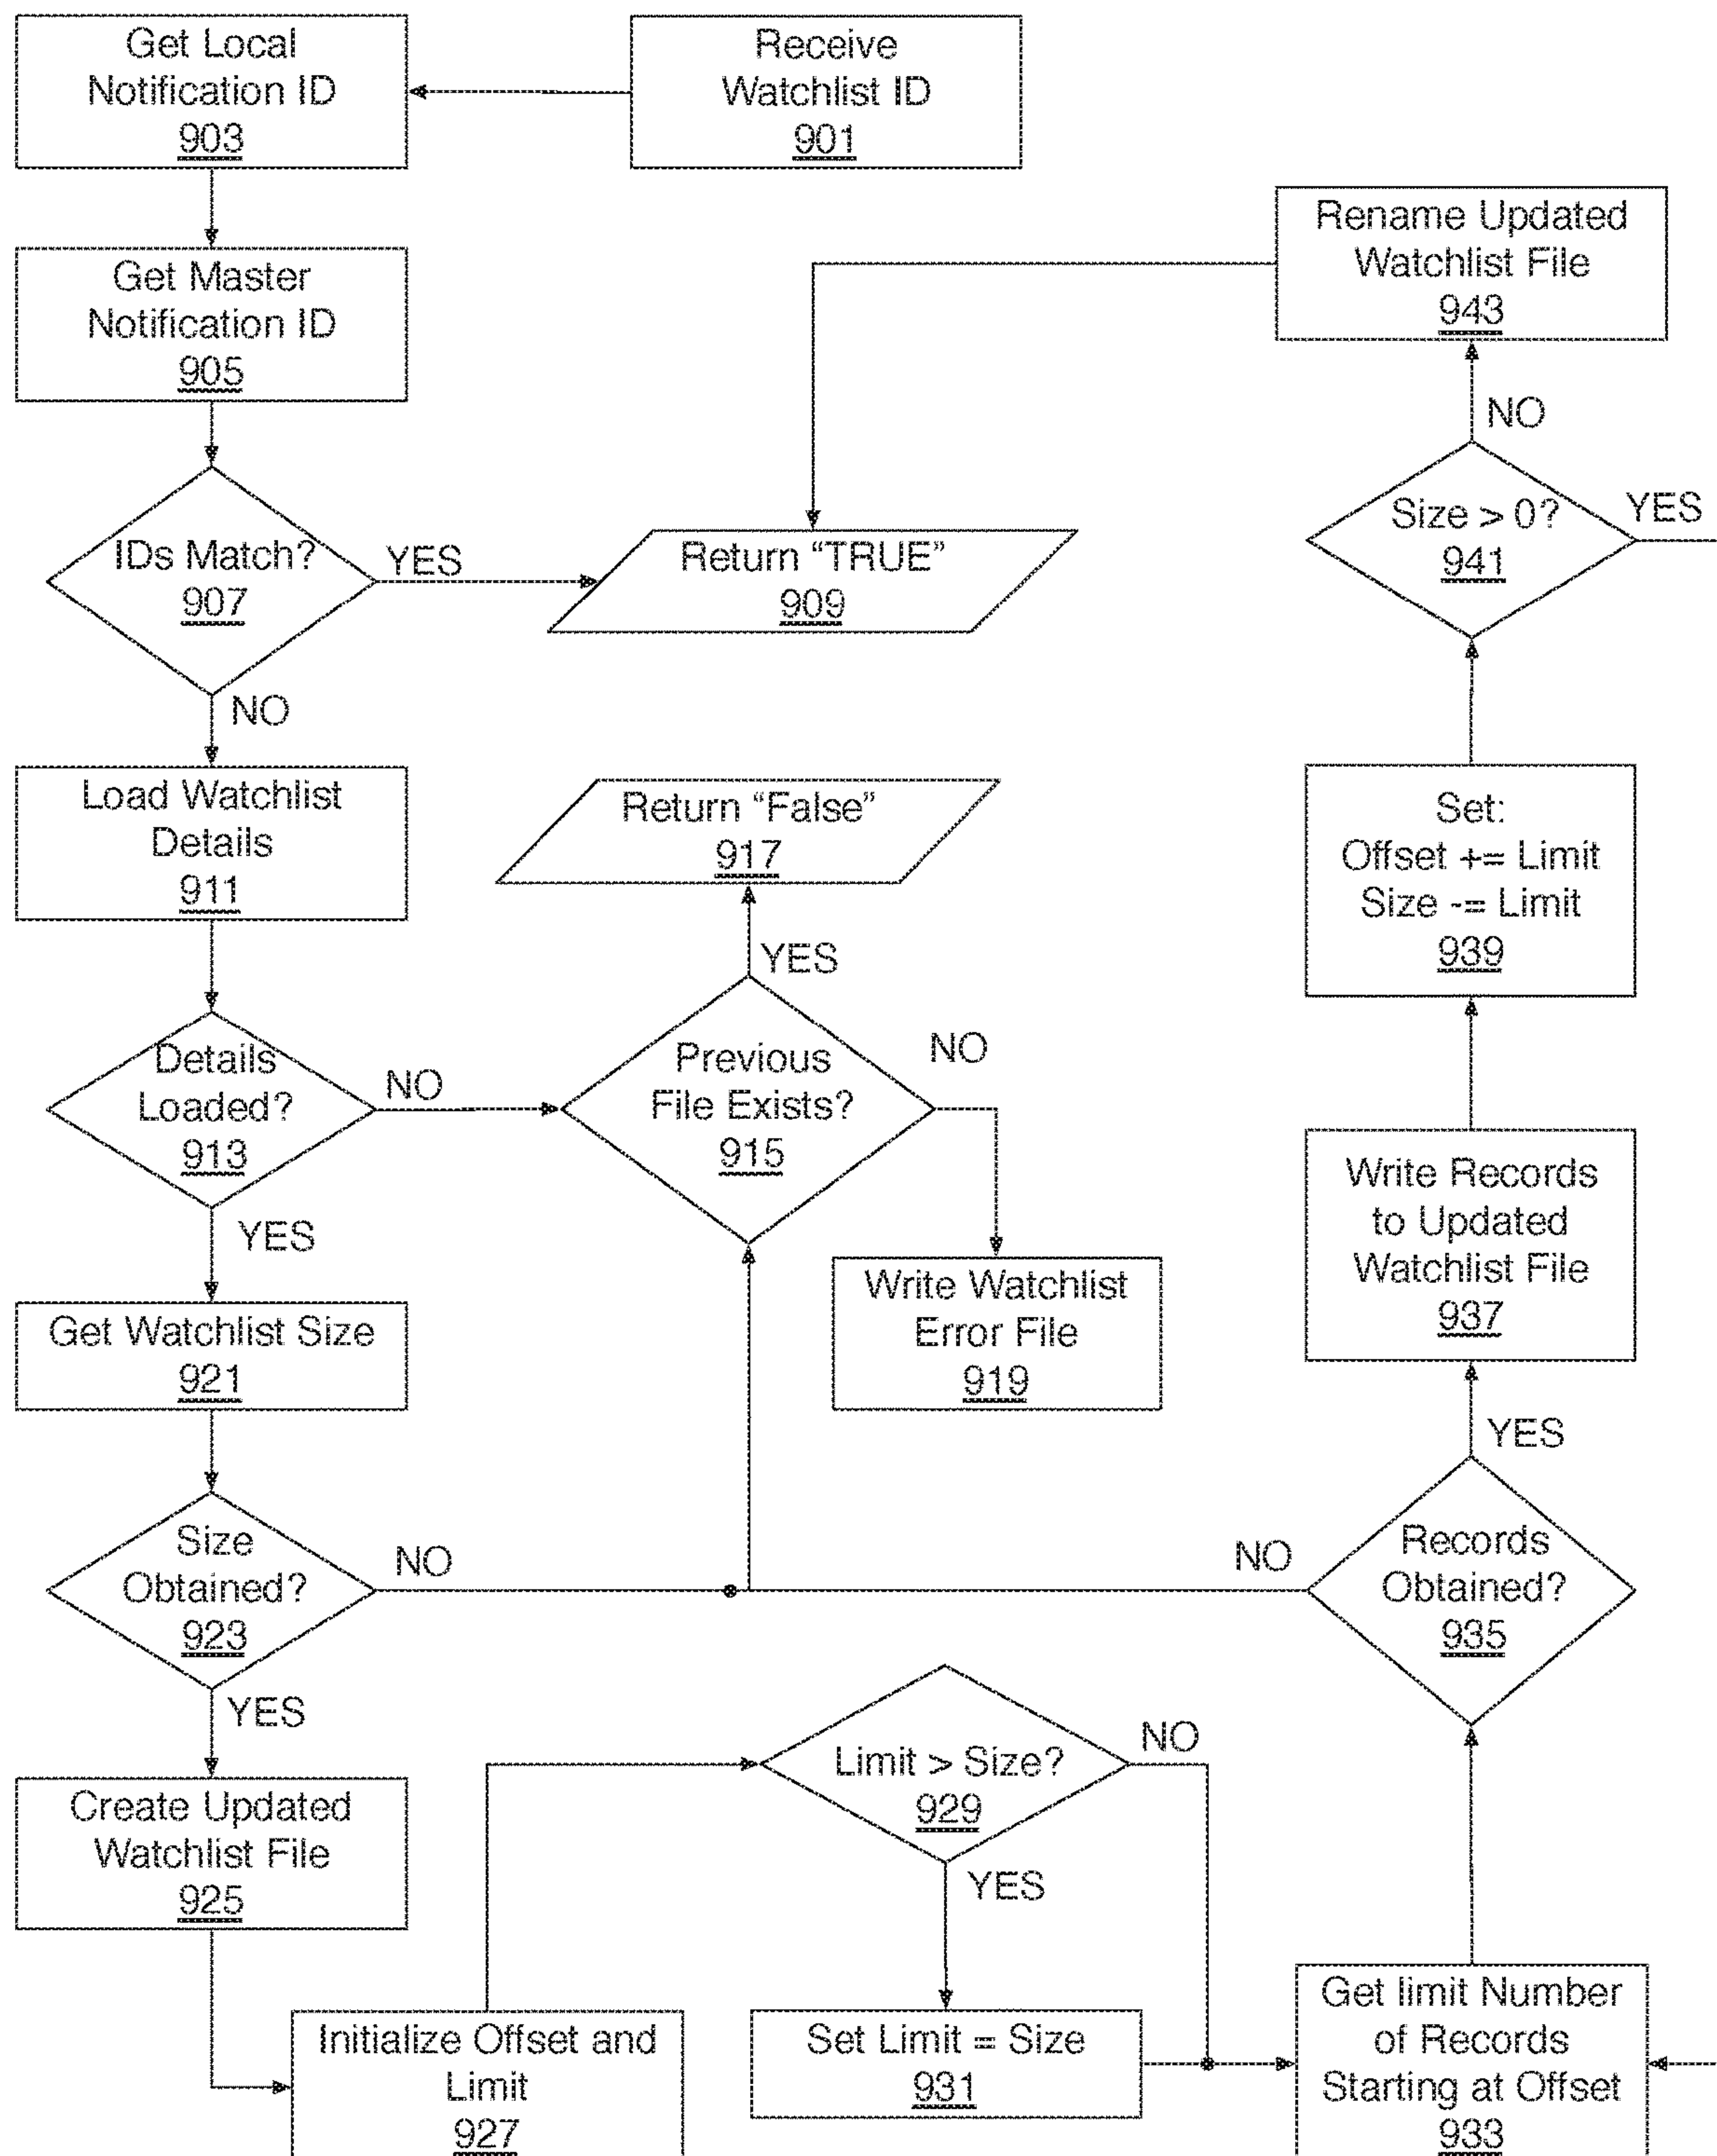 Get Local
Notification ID
903
Receive
Watchlist ID
901
Get Master
Notification ID
905
Rename Updated
Watchlist File
943
NO
IDs Match?
907
YES
Return “TRUE”
909
Size > 0?
941
YES
NO
Load Watchlist
Details
911
Return “False”
917
Set:
Offset += Limit
Size -= Limit
939
YES
Details
Loaded?
913
NO
Previous
File Exists?
915
NO
YES
Write Records
to Updated
Watchlist File
937
Get Watchlist Size
921
Write Watchlist
Error File
919
YES
Size
Obtained?
923
NO
NO
Records
Obtained?
935
YES
Limit > Size?
929
NO
YES
Create Updated
Watchlist File
925
Initialize Offset and
Limit
927
Set Limit = Size
931
Get limit Number
of Records
Starting at Offset
933